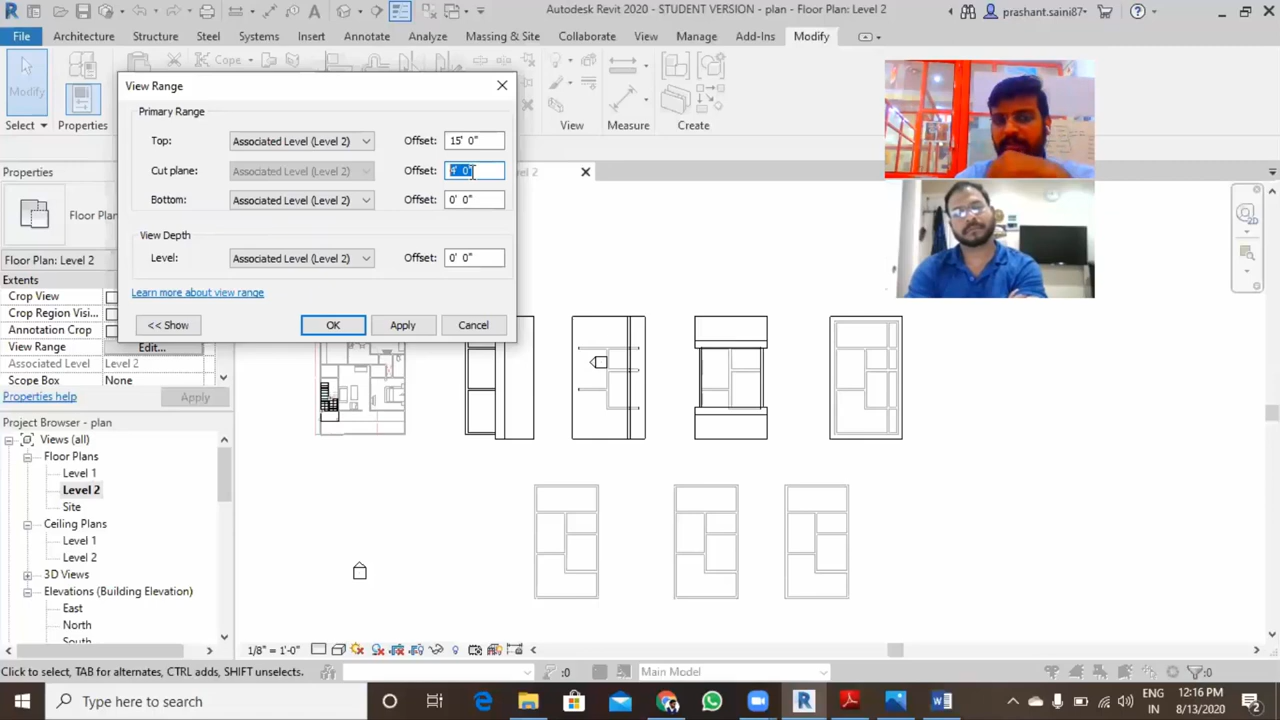 Autodesk Revit 2020 - STUDENT VERSION - plan - Floor Plan: Level 2
prashant.saini87
File
Architecture
Structure
Steel
Systems
Insert
Annotate
Analyze
Massing & Site
Collaborate
View
Manage
Add-Ins
Modify
Modify
Cope
Select
Properties
View
Measure
Create
View Range
Primary Range
Top:
Associated Level (Level 2)
Offset:
15' 0"
Cut plane:
Associated Level (Level 2)
Offset:
4' 0"
Bottom:
Associated Level (Level 2)
Offset:
0' 0"
View Depth
Level:
Associated Level (Level 2)
Offset:
0' 0"
Learn more about view range
<< Show
OK
Apply
Cancel
Properties
Floor Plan
Floor Plan: Level 2
Extents
Crop View
Crop Region Visi...
Annotation Crop
View Range
Edit...
Associated Level
Level 2
Scope Box
None
Properties help
Apply
Project Browser - plan
Views (all)
Floor Plans
Level 1
Level 2
Site
Ceiling Plans
Level 1
Level 2
3D Views
Elevations (Building Elevation)
East
North
South
2D
1/8" = 1'-0"
Click to select, TAB for alternates, CTRL adds, SHIFT unselects.
:0
Main Model
:0
Type here to search
ENG
IN
12:16 PM
8/13/2020
2